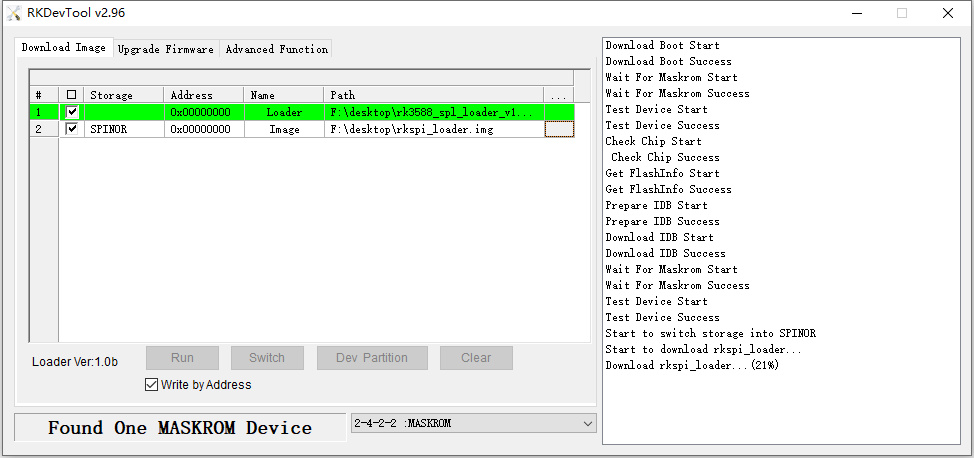 RKDevTool v2.96
Download Image Upgrade Firmware Advanced Function
# Storage Address Name Path ...
1 0x00000000 Loader F:\desktop\rk3588_spl_loader_v1...
2 SPINOR 0x00000000 Image F:\desktop\rkspi_loader.img
Loader Ver:1.0b Run Switch Dev Partition Clear
Write by Address
Found One MASKROM Device 2-4-2-2 :MASKROM
Download Boot Start
Download Boot Success
Wait For Maskrom Start
Wait For Maskrom Success
Test Device Start
Test Device Success
Check Chip Start
Check Chip Success
Get FlashInfo Start
Get FlashInfo Success
Prepare IDB Start
Prepare IDB Success
Download IDB Start
Download IDB Success
Wait For Maskrom Start
Wait For Maskrom Success
Test Device Start
Test Device Success
Start to switch storage into SPINOR
Start to download rkspi_loader...
Download rkspi_loader...(21%)